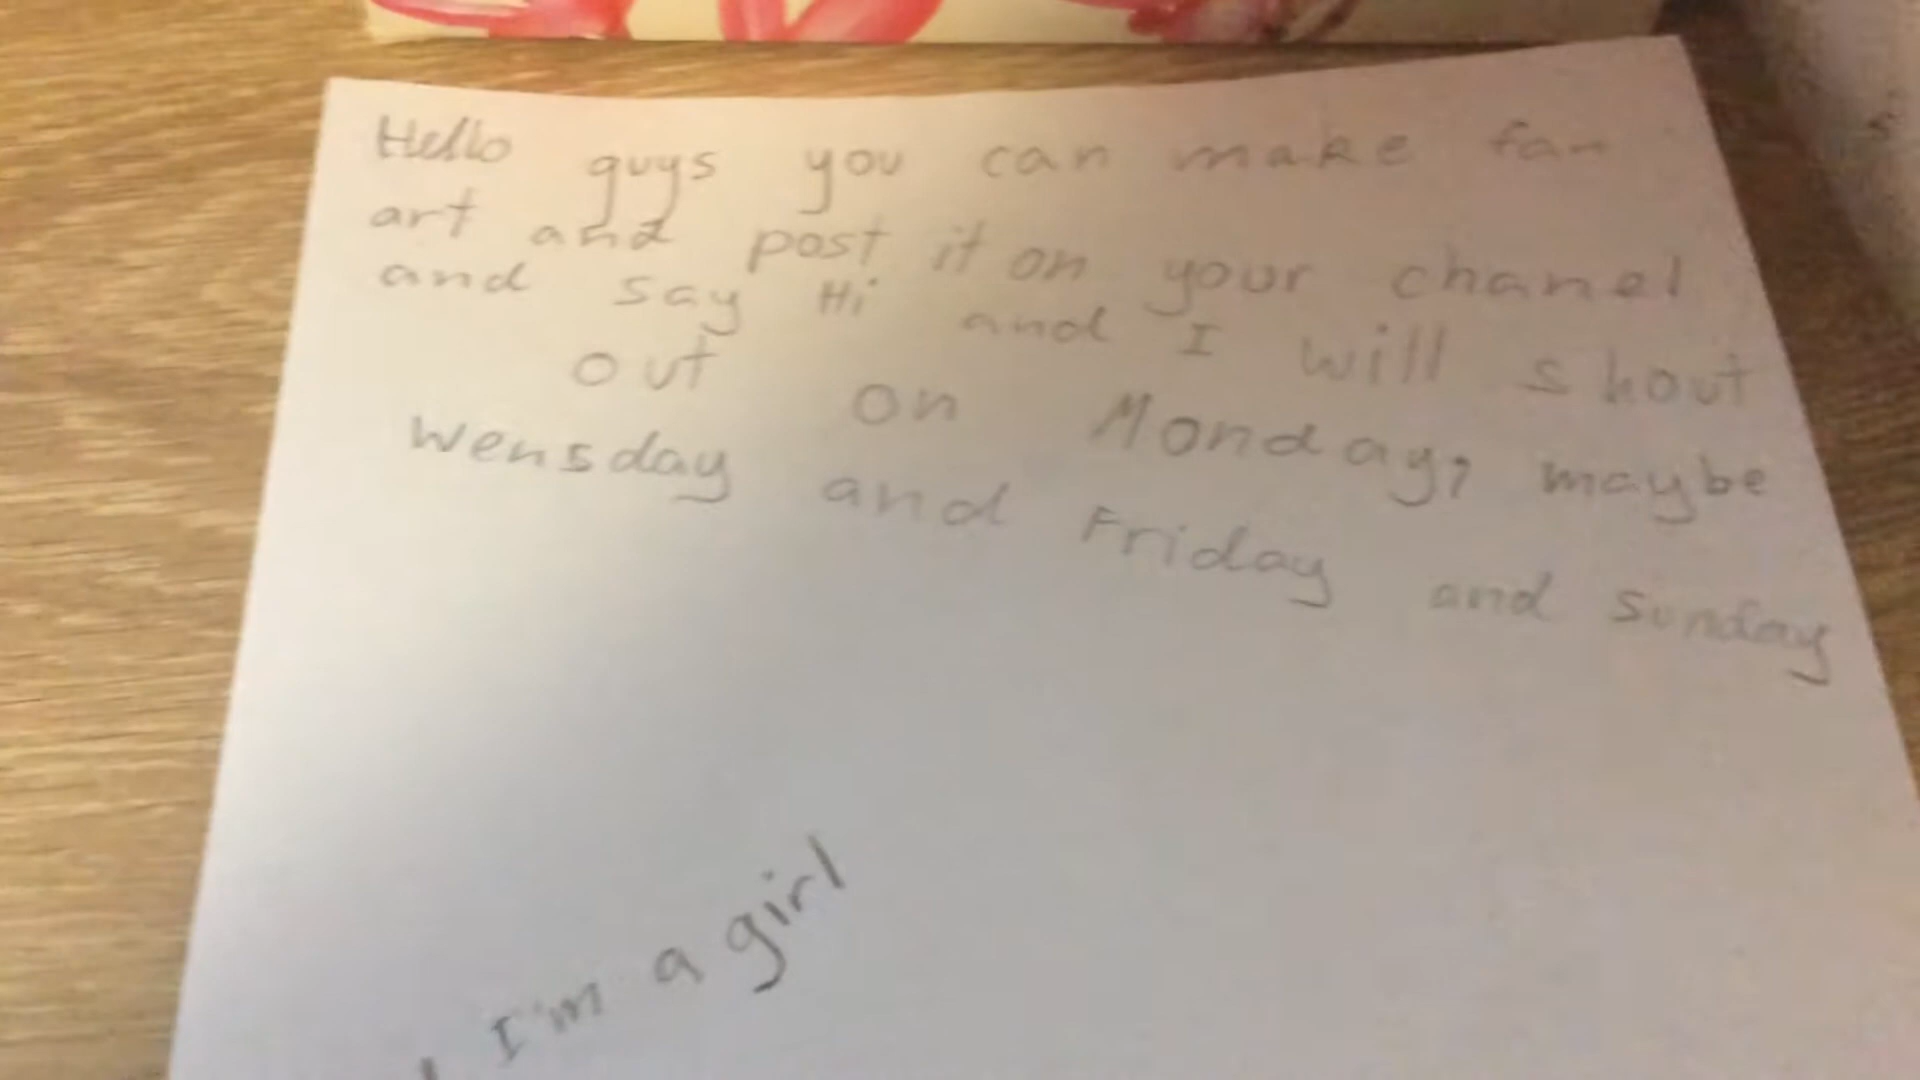 Hello guys you can make fan
art and post it on your chanel
and say Hi and I will shout
out on Monday, maybe
Wensday and Friday and Sunday
I'm a girl